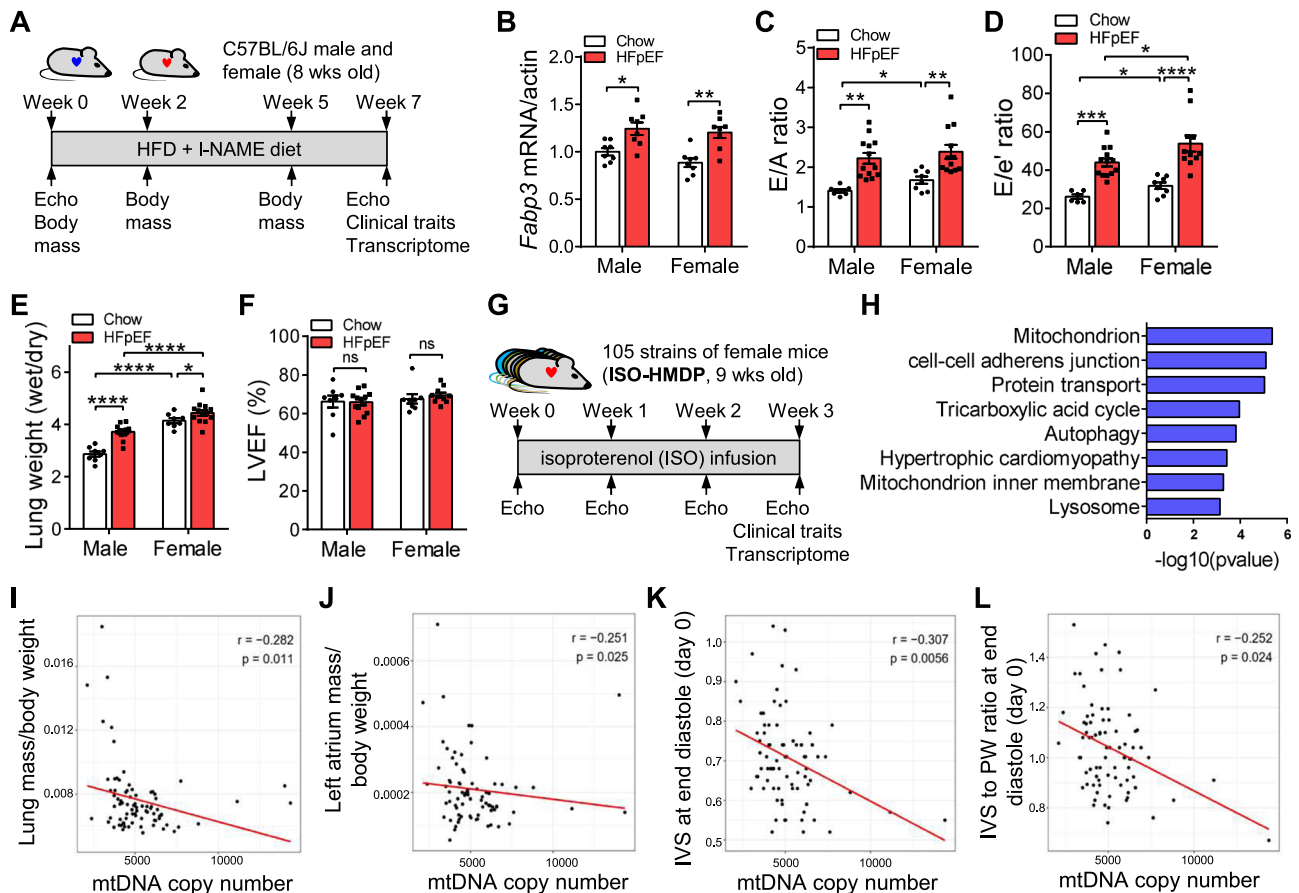 A
C57BL/6J male and
female (8 wks old)
Week 0
Week 2
Week 5
Week 7
HFD + l-NAME diet
Echo
Body
mass
Body
mass
Body
mass
Echo
Clinical traits
Transcriptome
B
Chow
HFpEF
Fabp3 mRNA/actin
1.5
1.0
0.5
0.0
*
**
Male
Female
C
Chow
HFpEF
E/A ratio
6
4
2
0
**
*
**
Male
Female
D
Chow
HFpEF
E/e' ratio
100
80
60
40
20
0
***
*
****
*
Male
Female
E
Chow
HFpEF
Lung weight (wet/dry)
6
4
2
0
****
****
****
*
Male
Female
F
Chow
HFpEF
LVEF (%)
100
80
60
40
20
0
ns
ns
Male
Female
G
105 strains of female mice
(ISO-HMDP, 9 wks old)
Week 0
Week 1
Week 2
Week 3
isoproterenol (ISO) infusion
Echo
Echo
Echo
Echo
Clinical traits
Transcriptome
H
Mitochondrion
cell-cell adherens junction
Protein transport
Tricarboxylic acid cycle
Autophagy
Hypertrophic cardiomyopathy
Mitochondrion inner membrane
Lysosome
0
2
4
6
-log10(pvalue)
I
Lung mass/body weight
0.016
0.012
0.008
r = −0.282
p = 0.011
5000
10000
mtDNA copy number
J
Left atrium mass/
body weight
0.0006
0.0004
0.0002
r = −0.251
p = 0.025
5000
10000
mtDNA copy number
K
IVS at end diastole (day 0)
1.0
0.9
0.8
0.7
0.6
0.5
r = −0.307
p = 0.0056
5000
10000
mtDNA copy number
L
IVS to PW ratio at end
diastole (day 0)
1.4
1.2
1.0
0.8
r = −0.252
p = 0.024
5000
10000
mtDNA copy number